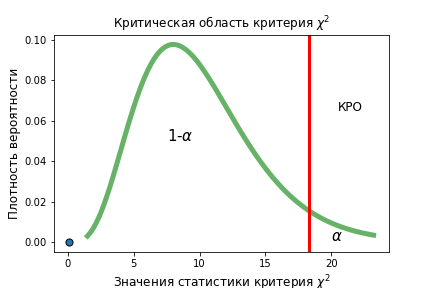 Критическая область критерия χ²
Плотность вероятности
0.10
0.08
0.06
0.04
0.02
0.00
КРО
1-α
α
0
5
10
15
20
Значения статистики критерия χ²